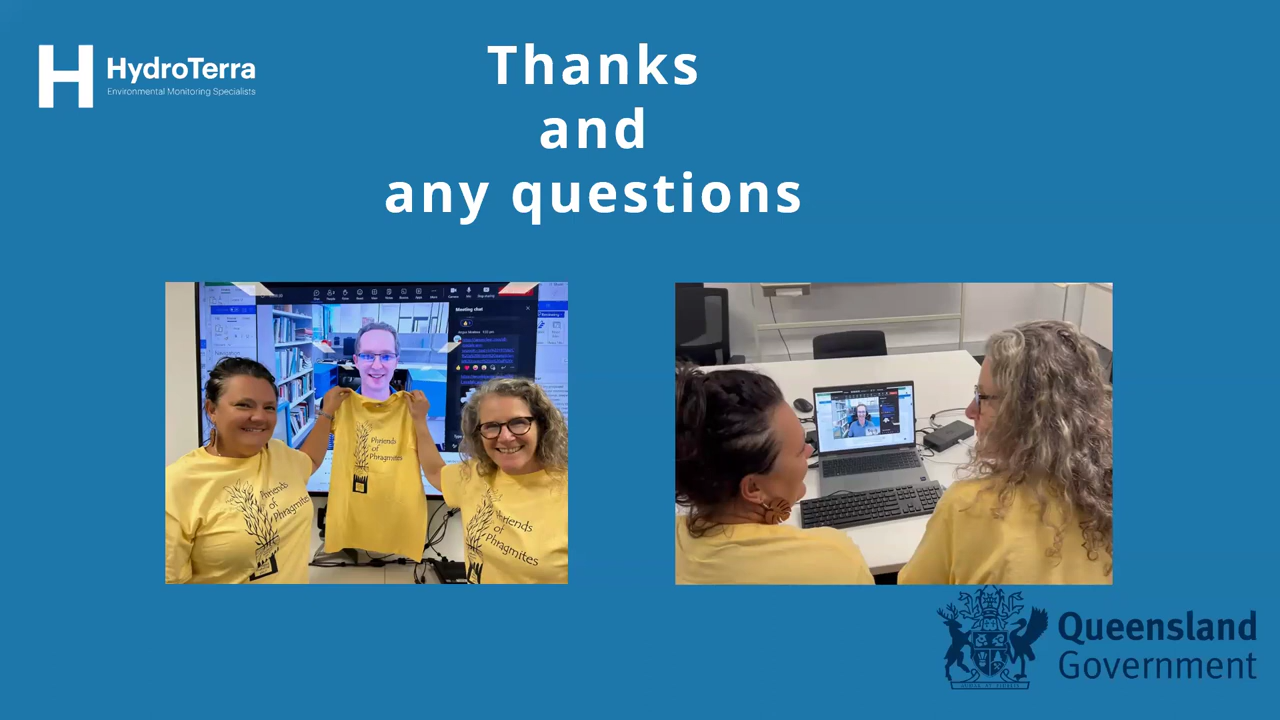 HydroTerra
Environmental Monitoring Specialists
Thanks
and
any questions
Meeting chat
Phriends
of
Phragmites
Phriends
of
Phragmites
Phriends
of
Phragmites
Queensland
Government